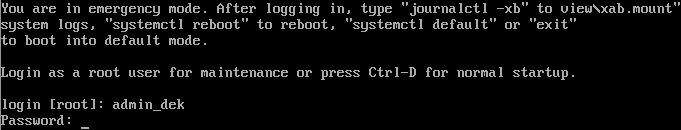 You are in emergency mode. After logging in, type "journalctl -xb" to view\xab.mount"
system logs, "systemctl reboot" to reboot, "systemctl default" or "exit"
to boot into default mode.
Login as a root user for maintenance or press Ctrl-D for normal startup.
login [root]: admin_dek
Password: _